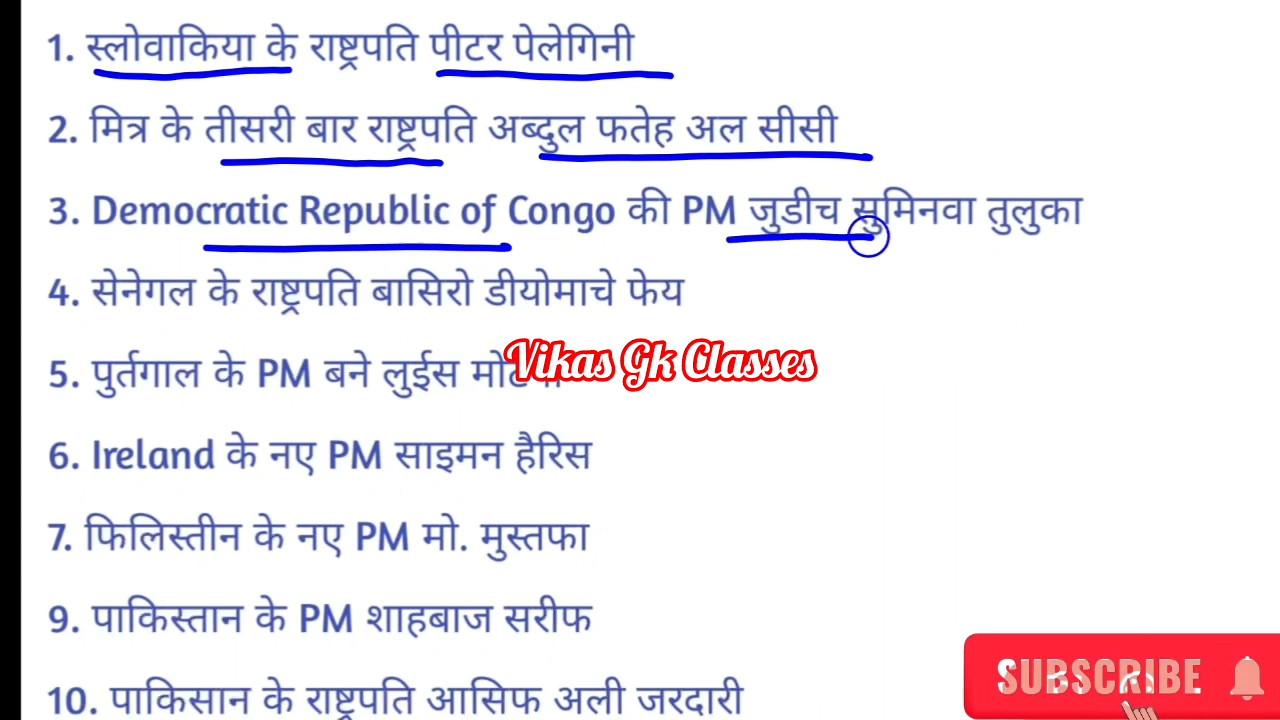 1. स्लोवाकिया के राष्ट्रपति पीटर पेलेगिनी
2. मित्र के तीसरी बार राष्ट्रपति अब्दुल फतेह अल सीसी
3. Democratic Republic of Congo की PM जुडीच सुमिनवा तुलुका
4. सेनेगल के राष्ट्रपति बासिरो डीयोमाचे फेय
Vikas Gk Classes
5. पुर्तगाल के PM बने लुईस
6. Ireland के नए PM साइमन हैरिस
7. फिलिस्तीन के नए PM मो. मुस्तफा
9. पाकिस्तान के PM शाहबाज सरीफ
SUBSCRIBE
10. पाकिसान के राष्ट्रपति आसिफ अली जरदारी